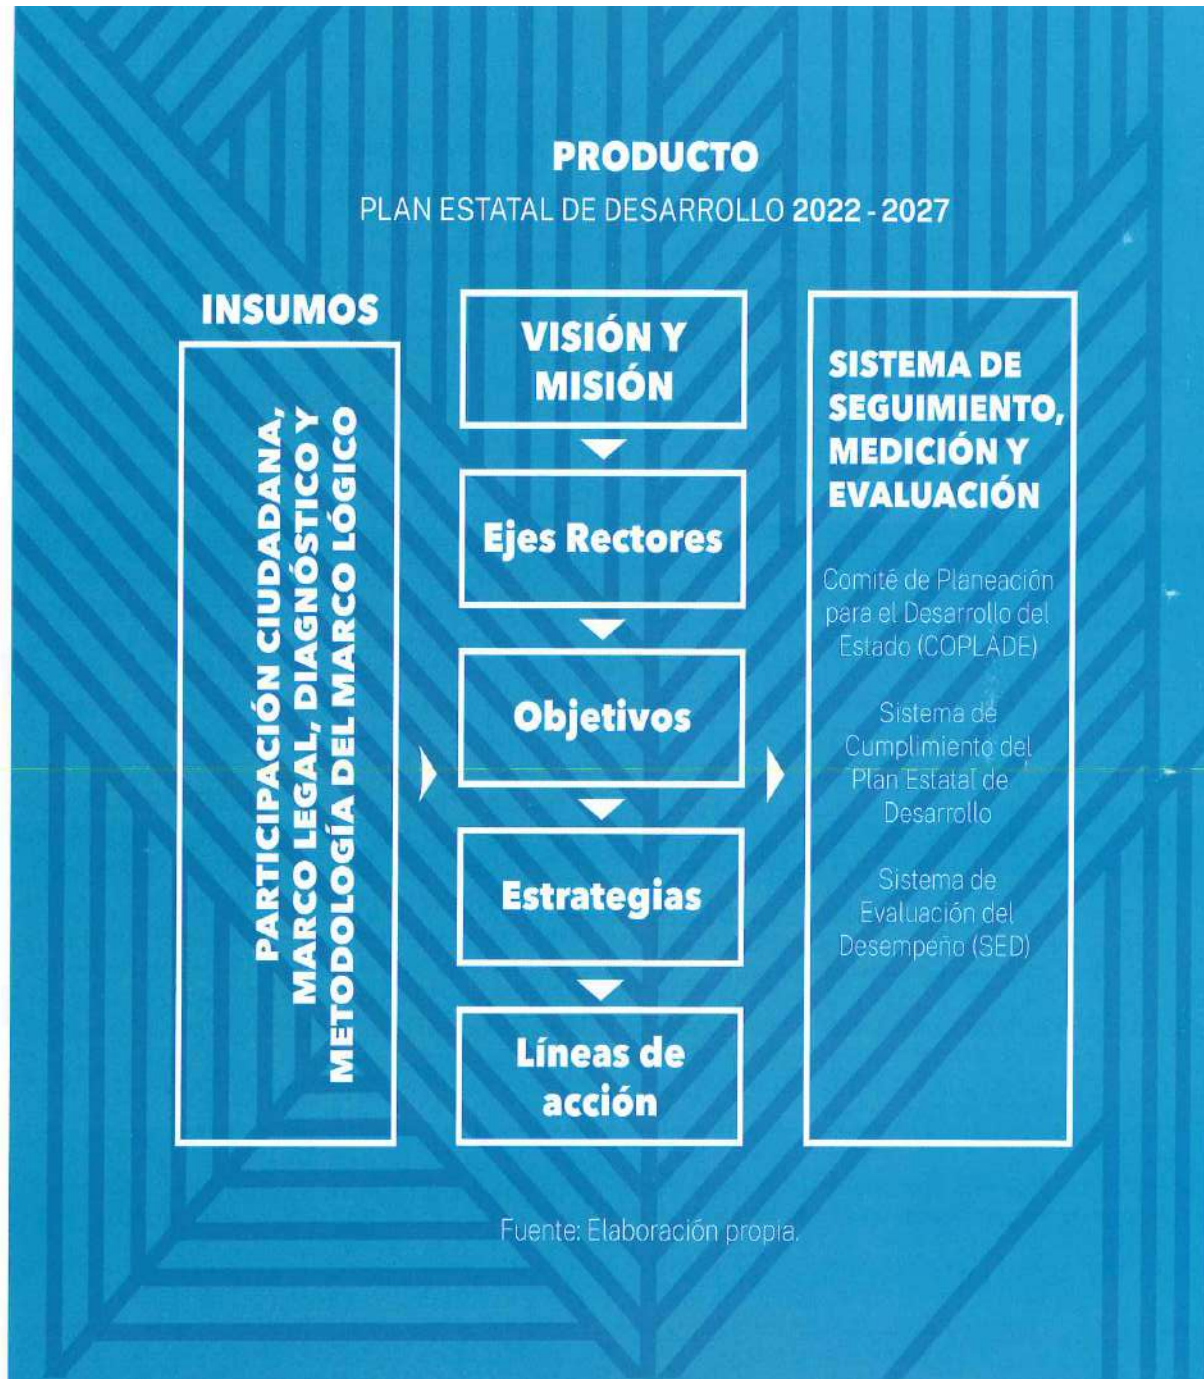 PRODUCTO
PLAN ESTATAL DE DESARROLLO 2022 - 2027
INSUMOS
PARTICIPACIÓN CIUDADANA,
MARCO LEGAL, DIAGNÓSTICO Y
METODOLOGÍA DEL MARCO LÓGICO
VISIÓN Y
MISIÓN
Ejes Rectores
Objetivos
Estrategias
Líneas de
acción
SISTEMA DE
SEGUIMIENTO,
MEDICIÓN Y
EVALUACIÓN
Comité de Planeación
para el Desarrollo del
Estado (COPLADE)
Sistema de
Cumplimiento del
Plan Estatal de
Desarrollo
Sistema de
Evaluación del
Desempeño (SED)
Fuente: Elaboración propia.